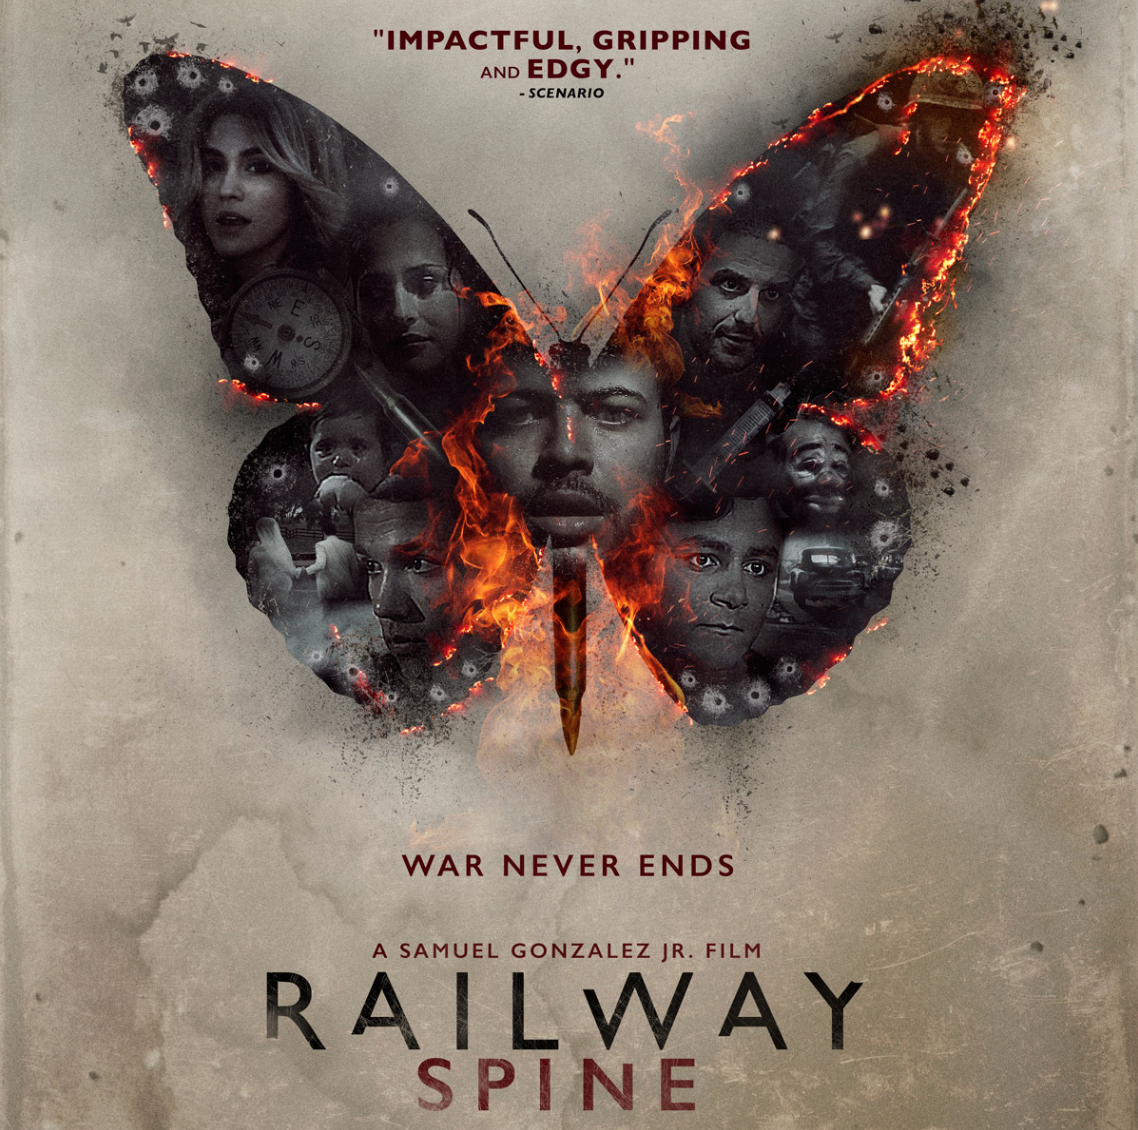 "IMPACTFUL, GRIPPING
AND EDGY."
- SCENARIO
WAR NEVER ENDS
A SAMUEL GONZALEZ JR. FILM
RAILWAY
SPINE